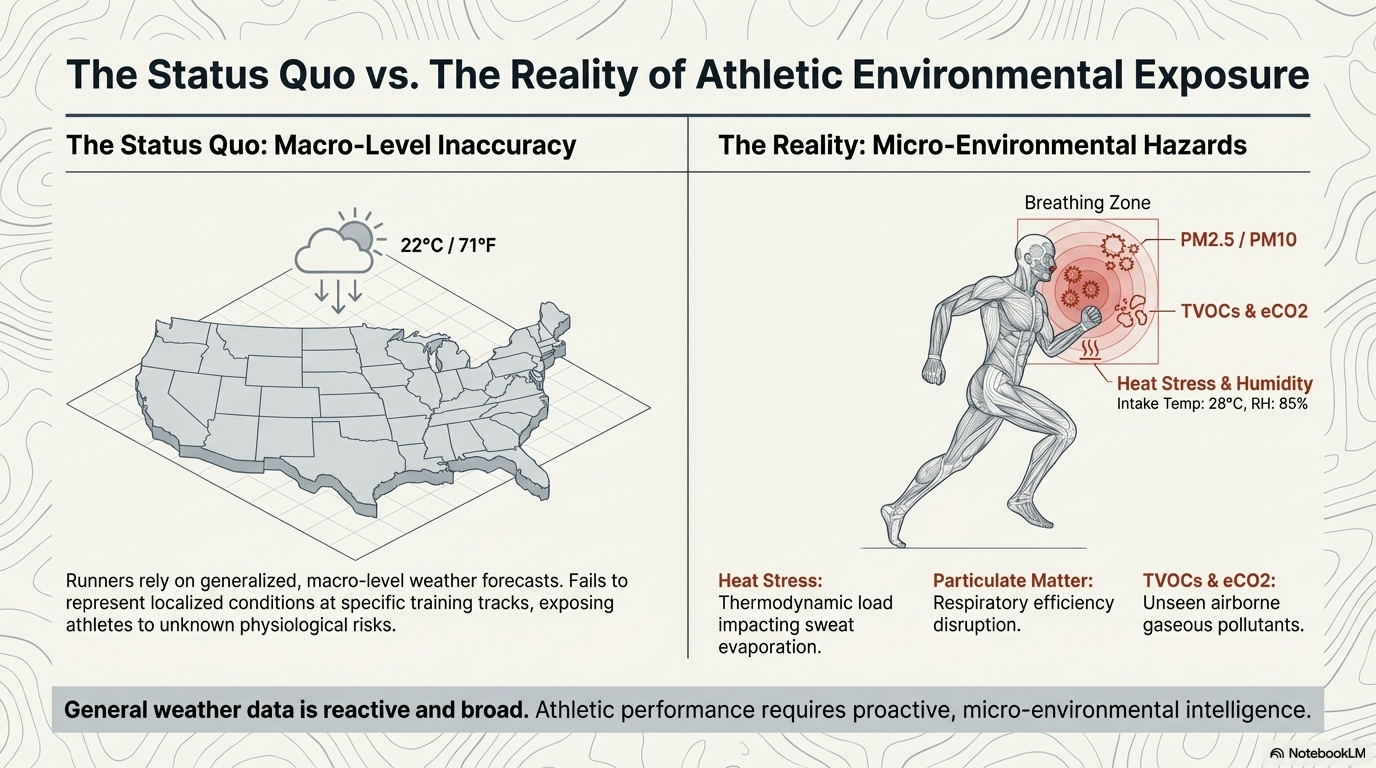 The Status Quo vs. The Reality of Athletic Environmental Exposure
The Status Quo: Macro-Level Inaccuracy
22°C / 71°F
Runners rely on generalized, macro-level weather forecasts. Fails to
represent localized conditions at specific training tracks, exposing
athletes to unknown physiological risks.
The Reality: Micro-Environmental Hazards
Breathing Zone
PM2.5 / PM10
TVOCs & eCO2
Heat Stress & Humidity
Intake Temp: 28°C, RH: 85%
Heat Stress:
Thermodynamic load
impacting sweat
evaporation.
Particulate Matter:
Respiratory efficiency
disruption.
TVOCs & eCO2:
Unseen airborne
gaseous pollutants.
General weather data is reactive and broad. Athletic performance requires proactive, micro-environmental intelligence.
NotebookLM